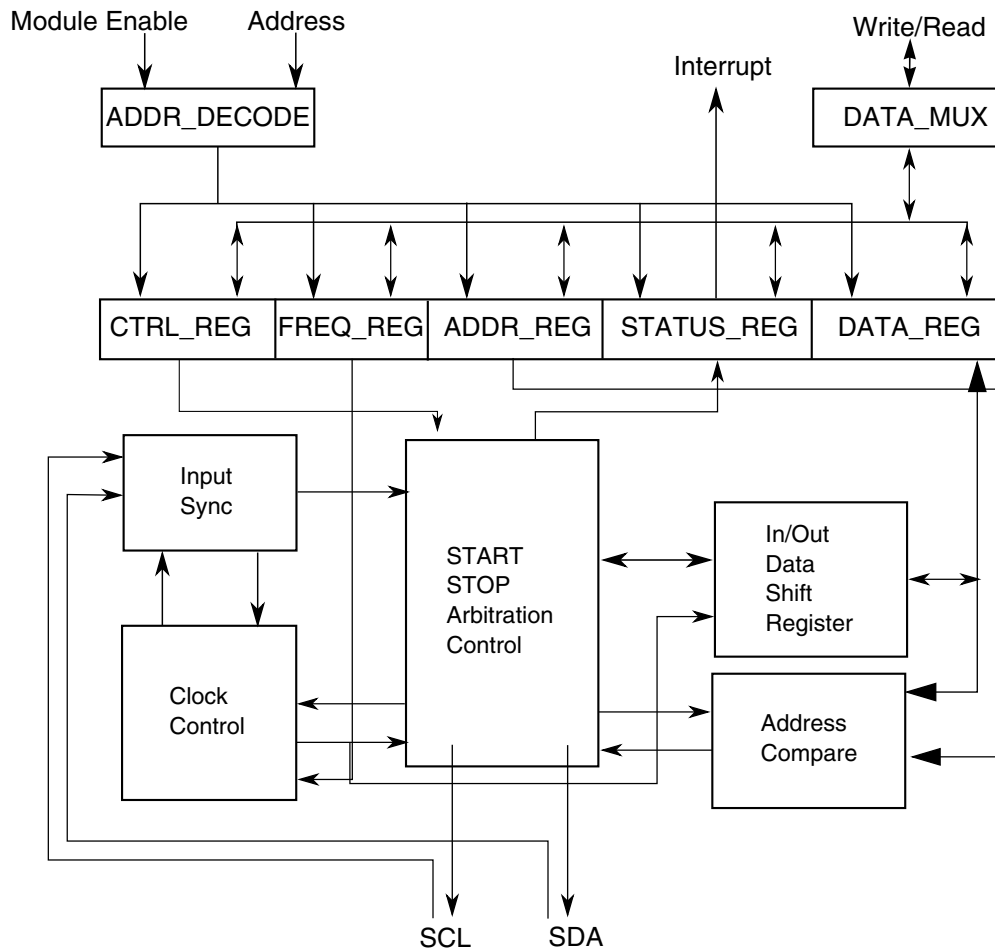 Module Enable
Address
Write/Read
Interrupt
ADDR_DECODE
DATA_MUX
CTRL_REG
FREQ_REG
ADDR_REG
STATUS_REG
DATA_REG
Input
Sync
START
STOP
Arbitration
Control
In/Out
Data
Shift
Register
Clock
Control
Address
Compare
SCL
SDA